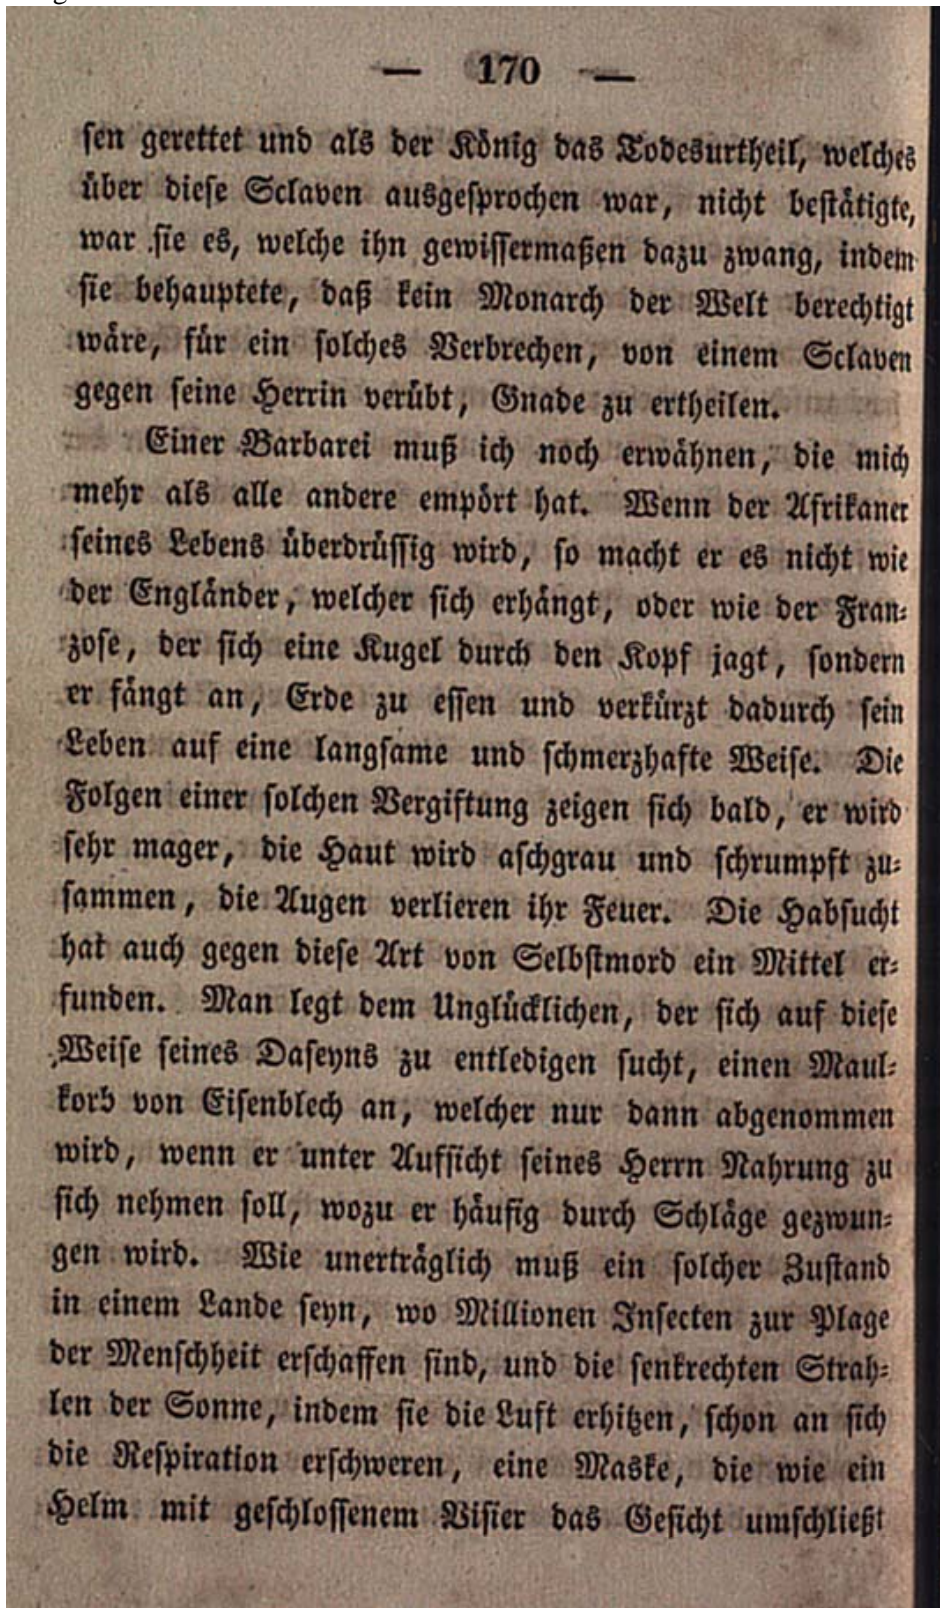 — 170 —
sen gerettet und als der König das Todesurtheil, welches
über diese Sclaven ausgesprochen war, nicht bestätigte,
war sie es, welche ihn gewissermaßen dazu zwang, indem
sie behauptete, daß kein Monarch der Welt berechtigt
wäre, für ein solches Verbrechen, von einem Sclaven
gegen seine Herrin verübt, Gnade zu ertheilen.
Einer Barbarei muß ich noch erwähnen, die mich
mehr als alle andere empört hat. Wenn der Afrikaner
seines Lebens überdrüssig wird, so macht er es nicht wie
der Engländer, welcher sich erhängt, oder wie der Fran-
zose, der sich eine Kugel durch den Kopf jagt, sondern
er fängt an, Erde zu essen und verkürzt dadurch sein
Leben auf eine langsame und schmerzhafte Weise. Die
Folgen einer solchen Vergiftung zeigen sich bald, er wird
sehr mager, die Haut wird aschgrau und schrumpft zu-
sammen, die Augen verlieren ihr Feuer. Die Habsucht
hat auch gegen diese Art von Selbstmord ein Mittel er-
funden. Man legt dem Unglücklichen, der sich auf diese
Weise seines Daseyns zu entledigen sucht, einen Maul-
korb von Eisenblech an, welcher nur dann abgenommen
wird, wenn er unter Aufsicht seines Herrn Nahrung zu
sich nehmen soll, wozu er häufig durch Schläge gezwun-
gen wird. Wie unerträglich muß ein solcher Zustand
in einem Lande seyn, wo Millionen Insecten zur Plage
der Menschheit erschaffen sind, und die senkrechten Strah-
len der Sonne, indem sie die Luft erhitzen, schon an sich
die Respiration erschweren, eine Maske, die wie ein
Helm mit geschlossenem Visier das Gesicht umschließt